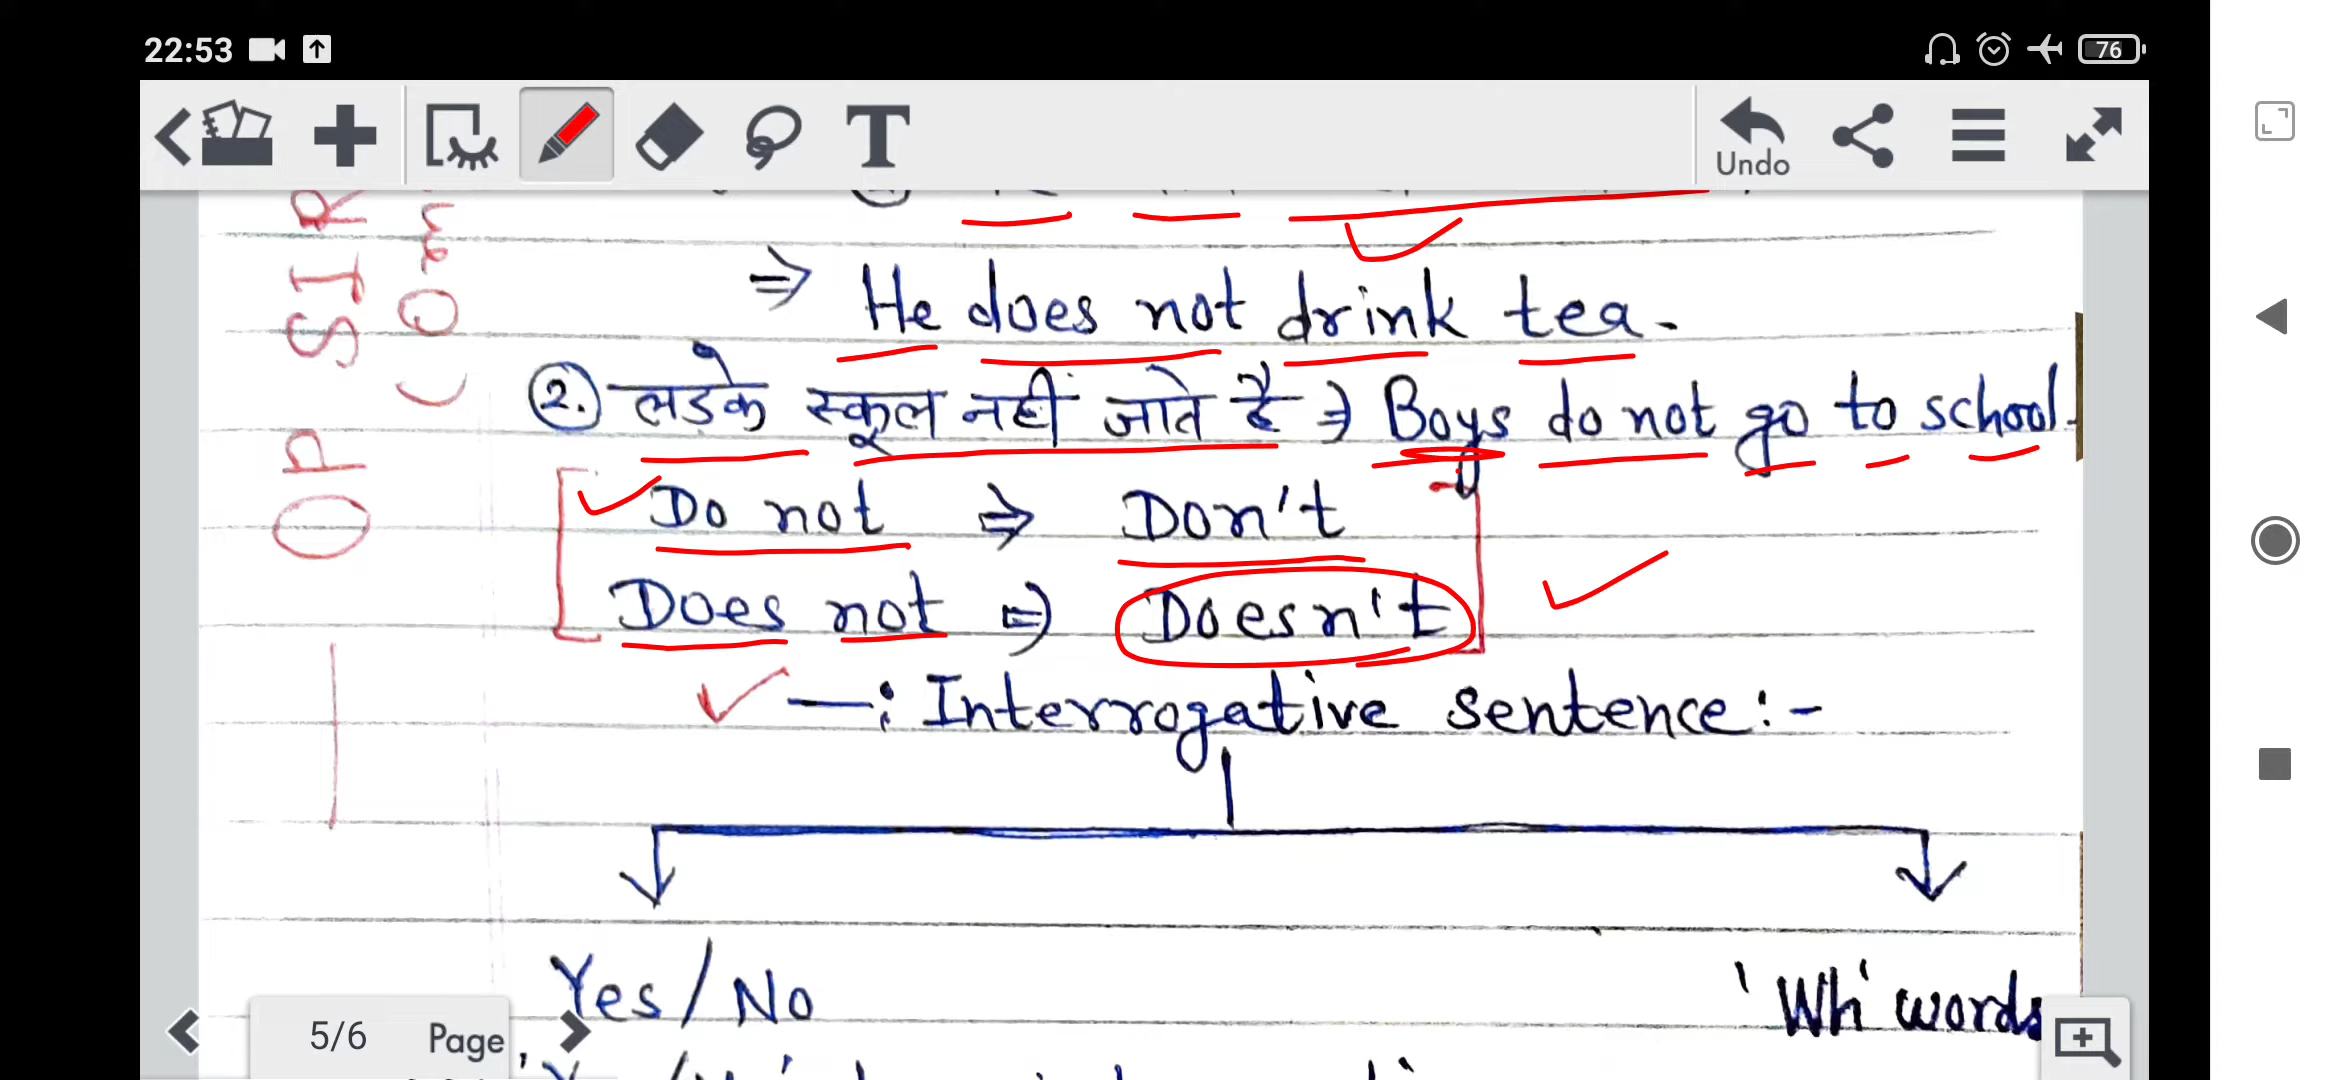 22:53
76
T
Undo
⇒ He does not drink tea.
2. लड़के स्कूल नहीं जाते है ⇒ Boys do not go to school.
Do not ⇒ Don't
Does not ⇒ Doesn't
—: Interrogative sentence :-
Yes/No
'Wh' words
5/6 Page
OP SIR